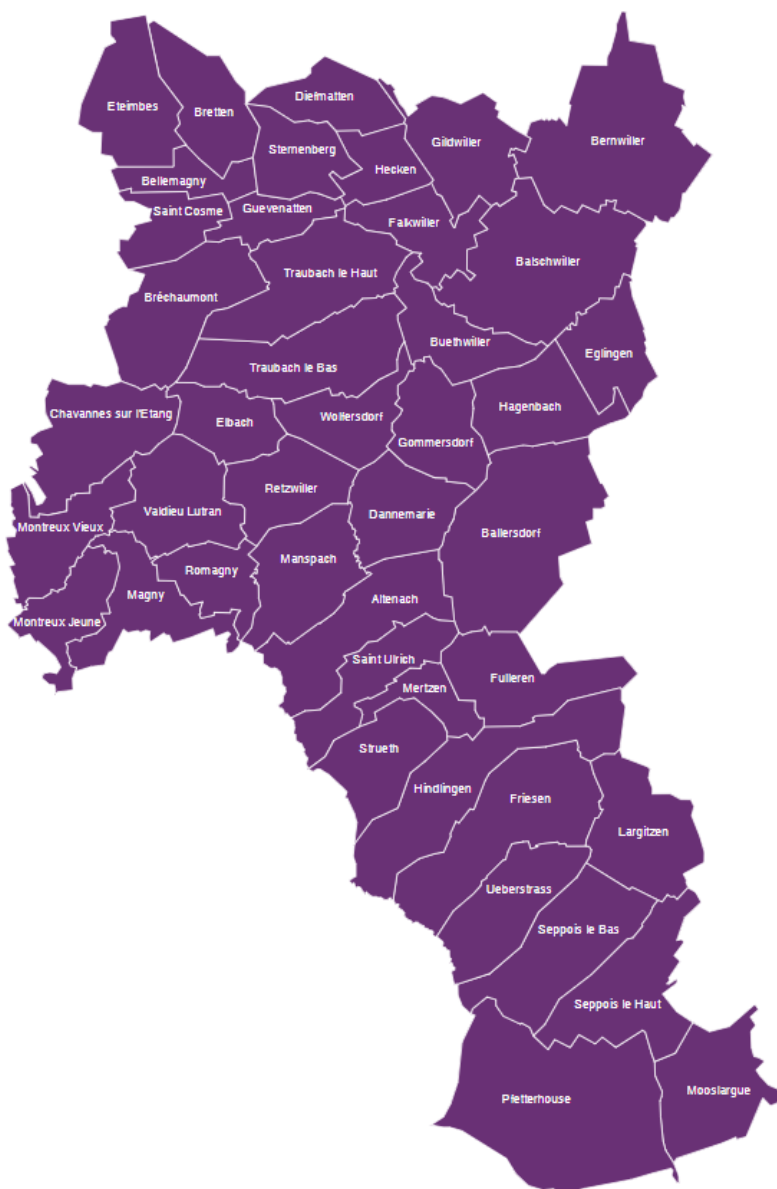 Eteimbes
Bretten
Diefmatten
Sternenberg
Hecken
Gildwiller
Bernwiller
Bellemagny
Saint Cosme
Guevenatten
Falkwiller
Balschwiller
Traubach le Haut
Bréchaumont
Buethwiller
Eglingen
Traubach le Bas
Hagenbach
Chavannes sur l'Etang
Elbach
Wolfersdorf
Gommersdorf
Retzwiller
Valdieu Lutran
Dannemarie
Montreux Vieux
Ballersdorf
Manspach
Romagny
Magny
Altenach
Montreux Jeune
Saint Ulrich
Mertzen
Fulleren
Strueth
Hindlingen
Friesen
Largitzen
Ueberstrass
Seppois le Bas
Seppois le Haut
Mooslargue
Pfetterhouse